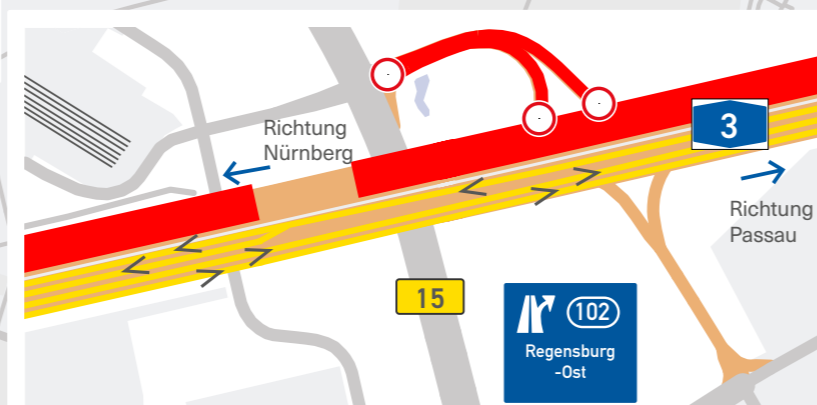 Richtung
Nürnberg
3
Richtung
Passau
15
102
Regensburg
-Ost